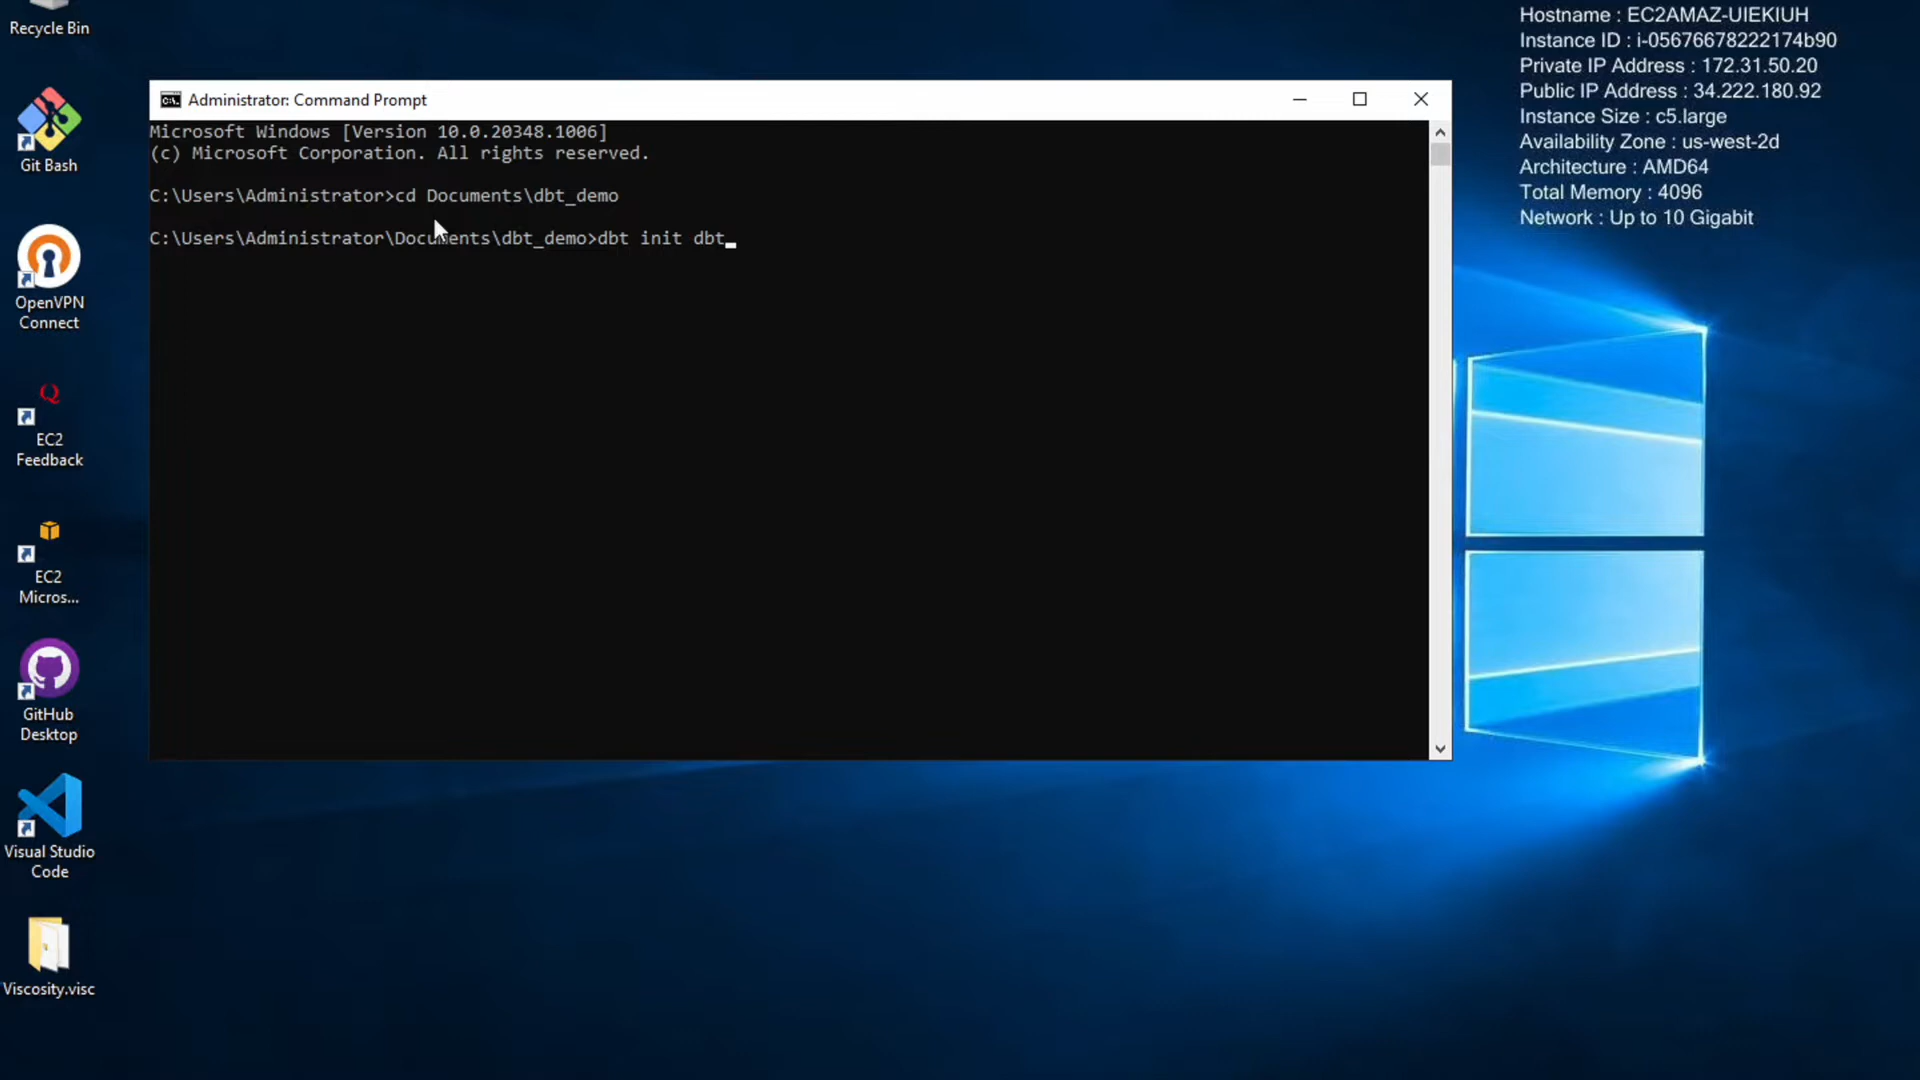 Recycle Bin
Git Bash
OpenVPN
Connect
EC2
Feedback
EC2
Micros...
GitHub
Desktop
Visual Studio
Code
Viscosity.visc
Administrator: Command Prompt
Microsoft Windows [Version 10.0.20348.1006]
(c) Microsoft Corporation. All rights reserved.
C:\Users\Administrator>cd Documents\dbt_demo
C:\Users\Administrator\Documents\dbt_demo>dbt init dbt_
Hostname : EC2AMAZ-UIEKIUH
Instance ID : i-05676678222174b90
Private IP Address : 172.31.50.20
Public IP Address : 34.222.180.92
Instance Size : c5.large
Availability Zone : us-west-2d
Architecture : AMD64
Total Memory : 4096
Network : Up to 10 Gigabit